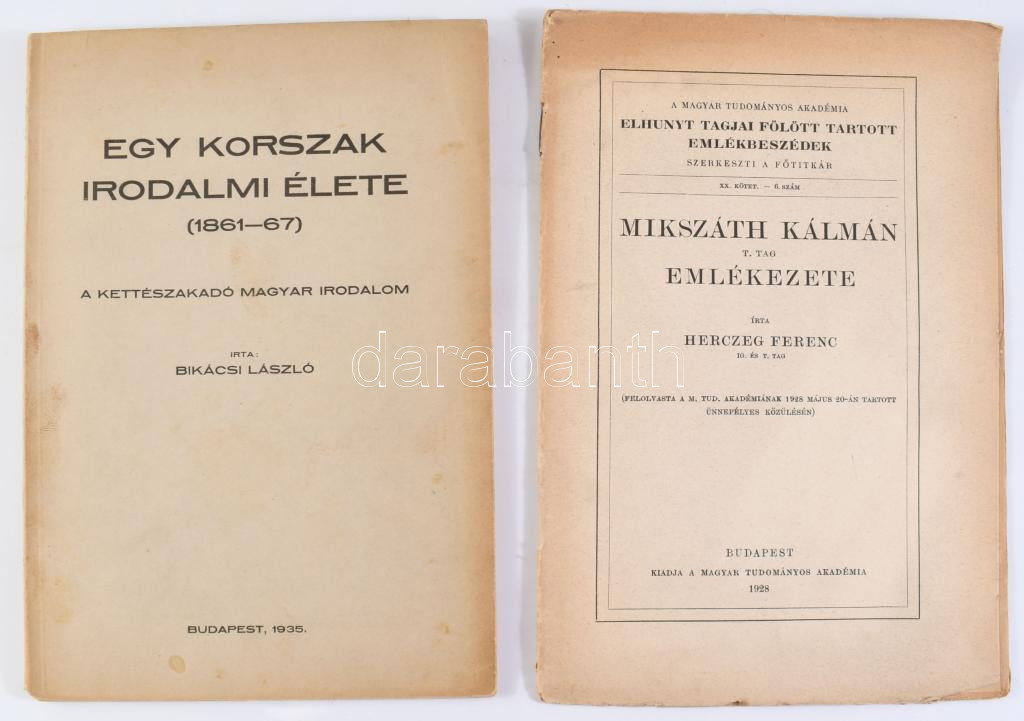 EGY KORSZAK
IRODALMI ÉLETE
(1861—67)
A KETTÉSZAKADÓ MAGYAR IRODALOM
IRTA:
BIKÁCSI LÁSZLÓ
BUDAPEST, 1935.
A MAGYAR TUDOMÁNYOS AKADÉMIA
ELHUNYT TAGJAI FÖLÖTT TARTOTT
EMLÉKBESZÉDEK
SZERKESZTI A FŐTITKÁR
XX. KÖTET. — 6. SZÁM
MIKSZÁTH KÁLMÁN
T. TAG
EMLÉKEZETE
ÍRTA
HERCZEG FERENC
IG. ÉS T. TAG
(FELOLVASTA A M. TUD. AKADÉMIÁNAK 1928 MÁJUS 20-ÁN TARTOTT
ÜNNEPÉLYES KÖZÜLÉSÉN)
BUDAPEST
KIADJA A MAGYAR TUDOMÁNYOS AKADÉMIA
1928
darabanth